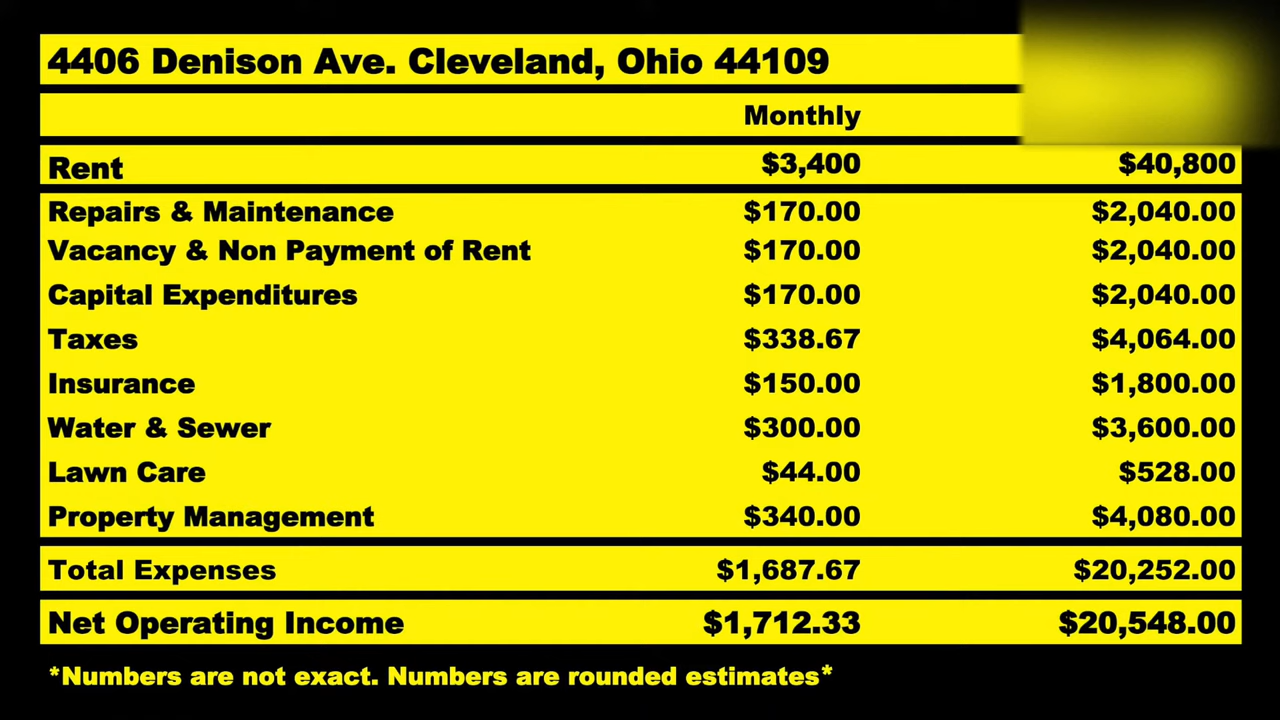 4406 Denison Ave. Cleveland, Ohio 44109
Monthly
Rent $3,400 $40,800
Repairs & Maintenance $170.00 $2,040.00
Vacancy & Non Payment of Rent $170.00 $2,040.00
Capital Expenditures $170.00 $2,040.00
Taxes $338.67 $4,064.00
Insurance $150.00 $1,800.00
Water & Sewer $300.00 $3,600.00
Lawn Care $44.00 $528.00
Property Management $340.00 $4,080.00
Total Expenses $1,687.67 $20,252.00
Net Operating Income $1,712.33 $20,548.00
*Numbers are not exact. Numbers are rounded estimates*